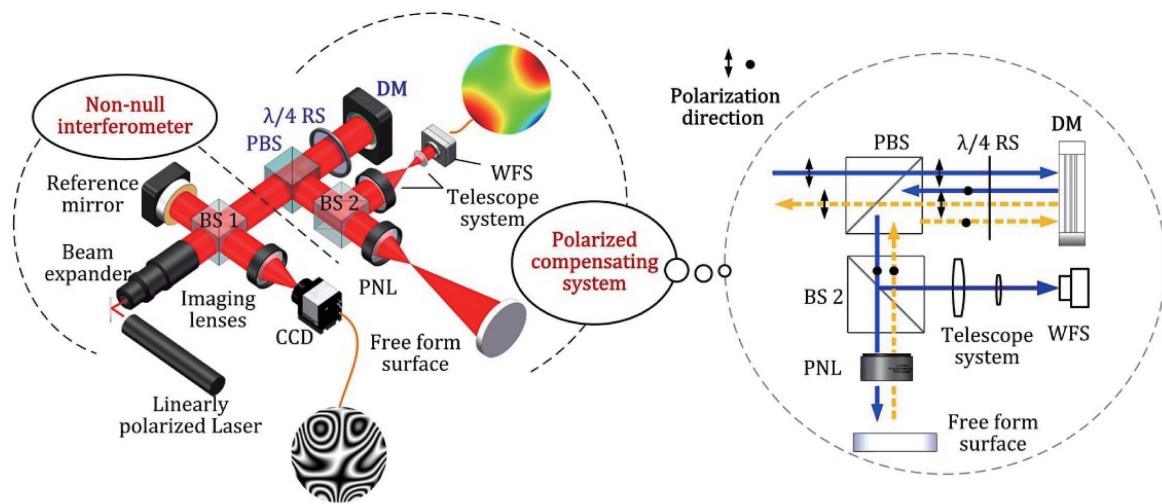 Non-null
interferometer
Reference
mirror
Beam
expander
BS 1
Imaging
lenses
CCD
Linearly
polarized Laser
PBS
λ/4 RS
DM
BS 2
WFS
Telescope
system
PNL
Free form
surface
Polarized
compensating
system
Polarization
direction
PBS
λ/4 RS
DM
BS 2
Telescope
system
WFS
PNL
Free form
surface